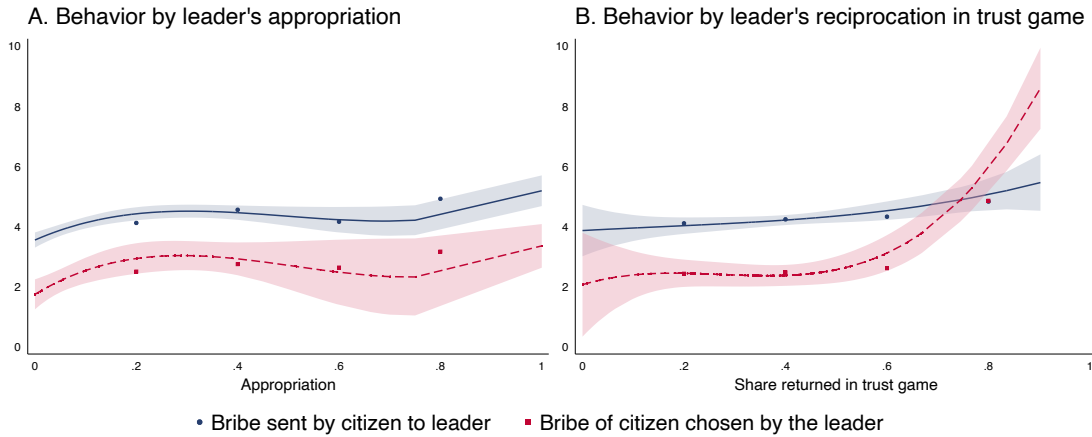 A. Behavior by leader's appropriation
10
8
6
4
2
0
0 .2 .4 .6 .8 1
Appropriation
B. Behavior by leader's reciprocation in trust game
10
8
6
4
2
0
0 .2 .4 .6 .8 1
Share returned in trust game
Bribe sent by citizen to leader Bribe of citizen chosen by the leader